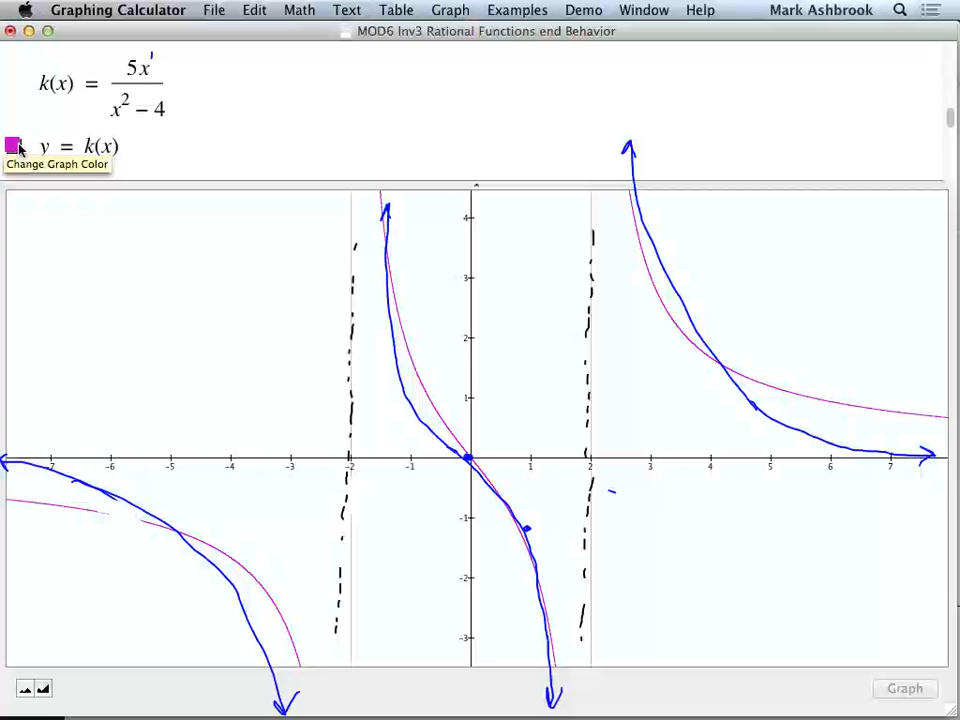 Graphing Calculator File Edit Math Text Table Graph Examples Demo Window Help Mark Ashbrook
MOD6 Inv3 Rational Functions end Behavior
k(x) = 5x' / x² − 4
y = k(x)
Change Graph Color
4
3
2
1
-7 -6 -5 -4 -3 -2 -1 1 2 3 4 5 6 7
-1
-2
-3
Graph